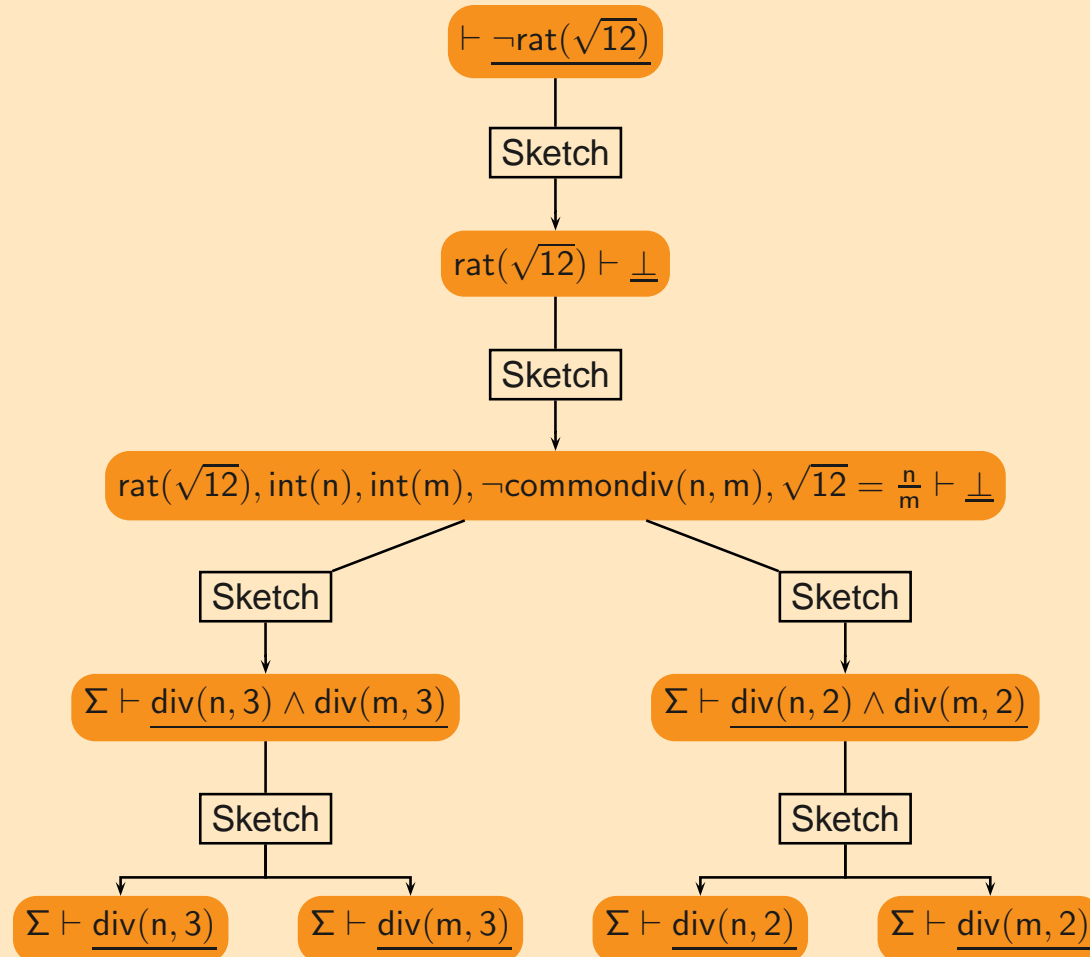 ⊢ ¬rat(√12)
Sketch
rat(√12) ⊢ ⊥
Sketch
rat(√12), int(n), int(m), ¬commondiv(n, m), √12 = n/m ⊢ ⊥
Sketch Sketch
Σ ⊢ div(n, 3) ∧ div(m, 3) Σ ⊢ div(n, 2) ∧ div(m, 2)
Sketch Sketch
Σ ⊢ div(n, 3) Σ ⊢ div(m, 3) Σ ⊢ div(n, 2) Σ ⊢ div(m, 2)